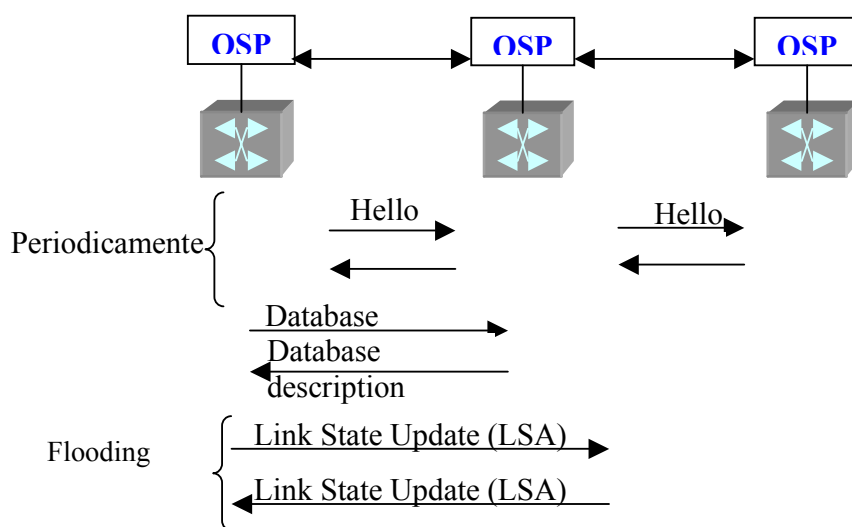 OSP OSP OSP
Hello Hello
Periodicamente
Database
Database
description
Link State Update (LSA)
Flooding
Link State Update (LSA)